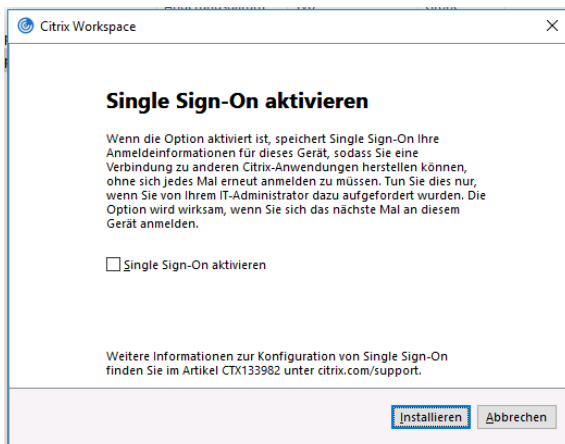 Citrix Workspace
Single Sign-On aktivieren
Wenn die Option aktiviert ist, speichert Single Sign-On Ihre
Anmeldeinformationen für dieses Gerät, sodass Sie eine
Verbindung zu anderen Citrix-Anwendungen herstellen können,
ohne sich jedes Mal erneut anmelden zu müssen. Tun Sie dies nur,
wenn Sie von Ihrem IT-Administrator dazu aufgefordert wurden. Die
Option wird wirksam, wenn Sie sich das nächste Mal an diesem
Gerät anmelden.
Single Sign-On aktivieren
Weitere Informationen zur Konfiguration von Single Sign-On
finden Sie im Artikel CTX133982 unter citrix.com/support.
Installieren Abbrechen